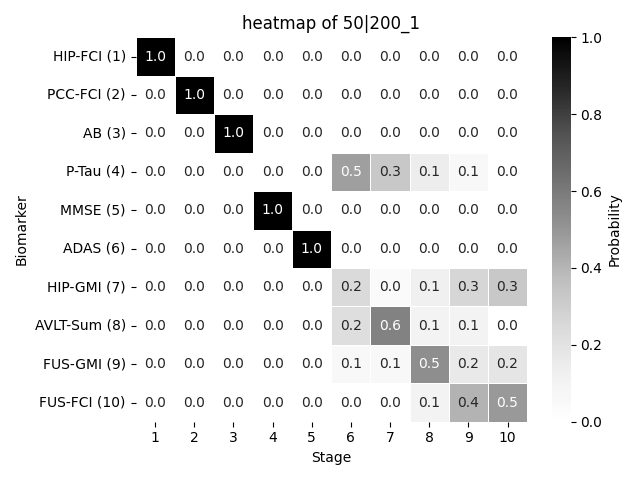 heatmap of 50|200_1
HIP-FCI (1) 1.0 0.0 0.0 0.0 0.0 0.0 0.0 0.0 0.0 0.0
PCC-FCI (2) 0.0 1.0 0.0 0.0 0.0 0.0 0.0 0.0 0.0 0.0
AB (3) 0.0 0.0 1.0 0.0 0.0 0.0 0.0 0.0 0.0 0.0
P-Tau (4) 0.0 0.0 0.0 0.0 0.0 0.5 0.3 0.1 0.1 0.0
MMSE (5) 0.0 0.0 0.0 1.0 0.0 0.0 0.0 0.0 0.0 0.0
ADAS (6) 0.0 0.0 0.0 0.0 1.0 0.0 0.0 0.0 0.0 0.0
HIP-GMI (7) 0.0 0.0 0.0 0.0 0.0 0.2 0.0 0.1 0.3 0.3
AVLT-Sum (8) 0.0 0.0 0.0 0.0 0.0 0.2 0.6 0.1 0.1 0.0
FUS-GMI (9) 0.0 0.0 0.0 0.0 0.0 0.1 0.1 0.5 0.2 0.2
FUS-FCI (10) 0.0 0.0 0.0 0.0 0.0 0.0 0.0 0.1 0.4 0.5
1 2 3 4 5 6 7 8 9 10
Stage
Biomarker
1.0
0.8
0.6
0.4
0.2
0.0
Probability